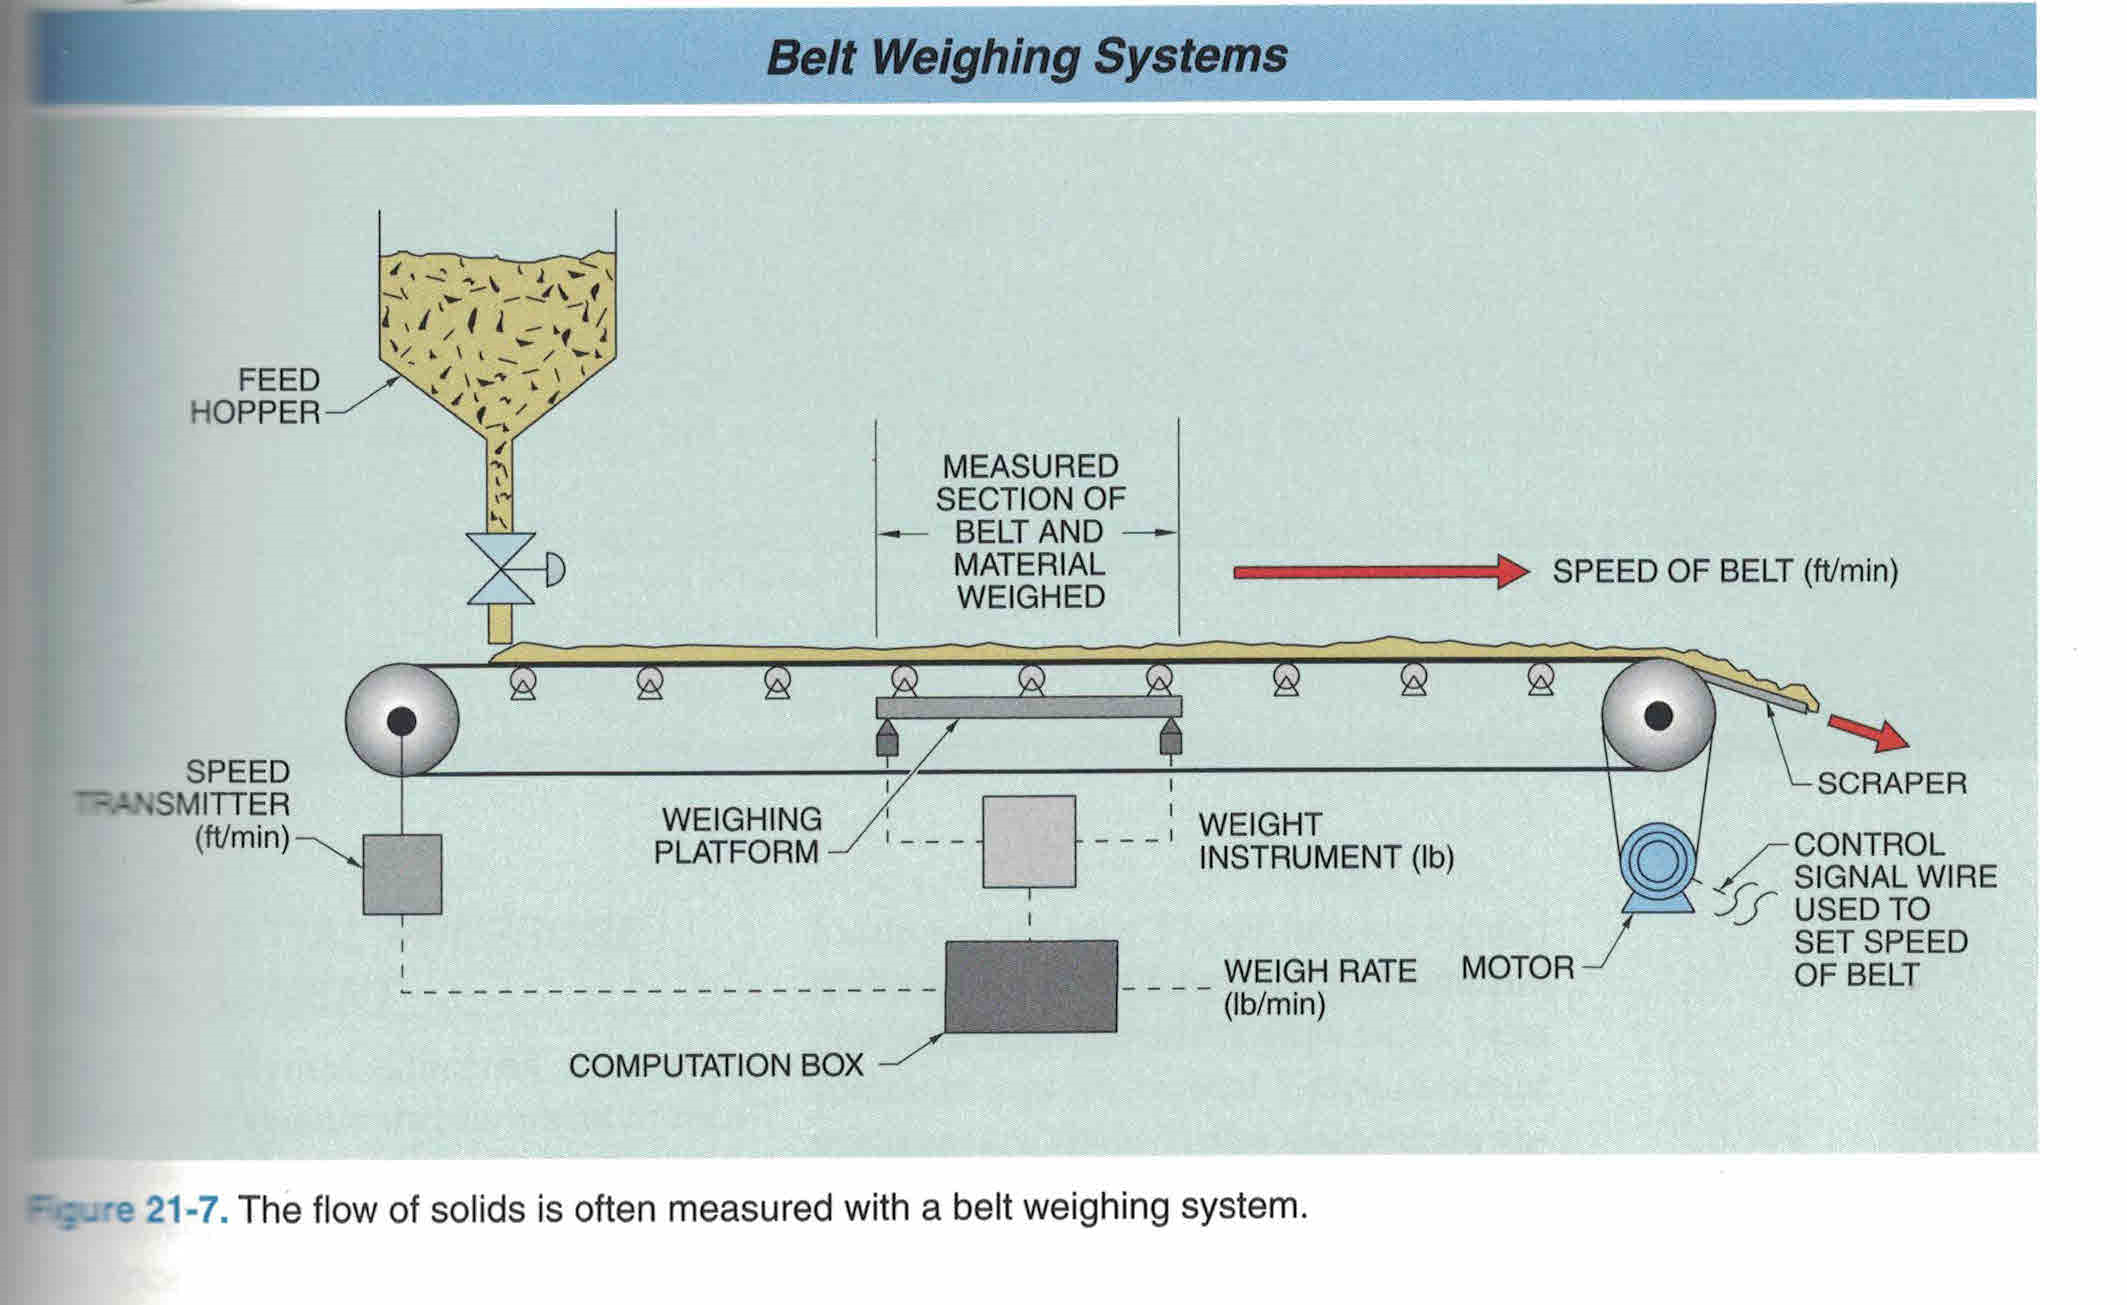 Belt Weighing Systems
FEED
HOPPER
MEASURED
SECTION OF
BELT AND
MATERIAL
WEIGHED
SPEED OF BELT (ft/min)
SPEED
TRANSMITTER
(ft/min)
WEIGHING
PLATFORM
WEIGHT
INSTRUMENT (lb)
SCRAPER
CONTROL
SIGNAL WIRE
USED TO
SET SPEED
OF BELT
MOTOR
WEIGH RATE
(lb/min)
COMPUTATION BOX
Figure 21-7. The flow of solids is often measured with a belt weighing system.